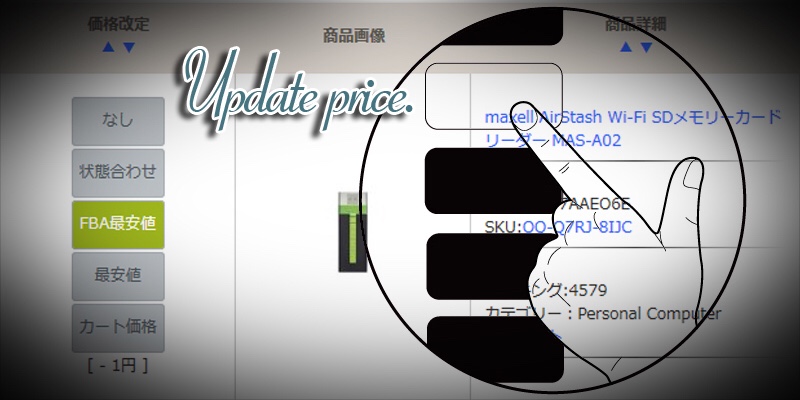 価格改定
商品画像
商品詳細
▲ ▼
▲ ▼
Update price.
なし
状態合わせ
FBA最安値
最安値
カート価格
[ - 1円 ]
maxell AirStash Wi-Fi SDメモリーカード
リーダー MAS-A02
7AAEO6E
SKU:OO-Q7RJ-8IJC
ング:4579
カテゴリー : Personal Computer